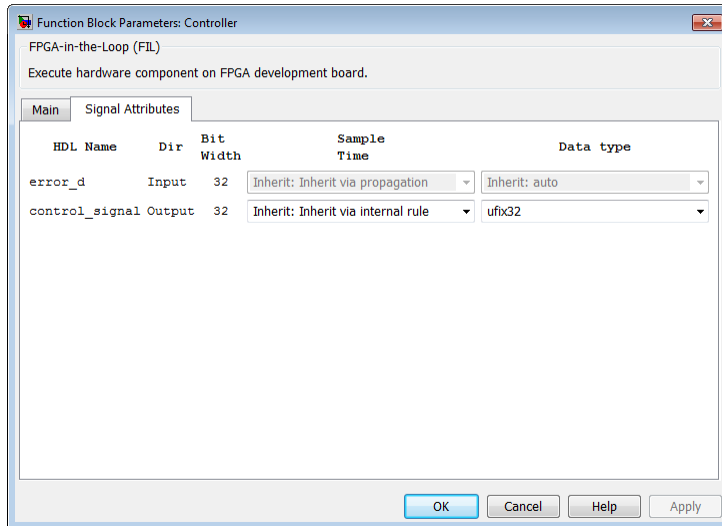 Function Block Parameters: Controller
FPGA-in-the-Loop (FIL)
Execute hardware component on FPGA development board.
Main Signal Attributes
HDL Name Dir Bit Width Sample Time Data type
error_d Input 32 Inherit: Inherit via propagation Inherit: auto
control_signal Output 32 Inherit: Inherit via internal rule ufix32
OK Cancel Help Apply